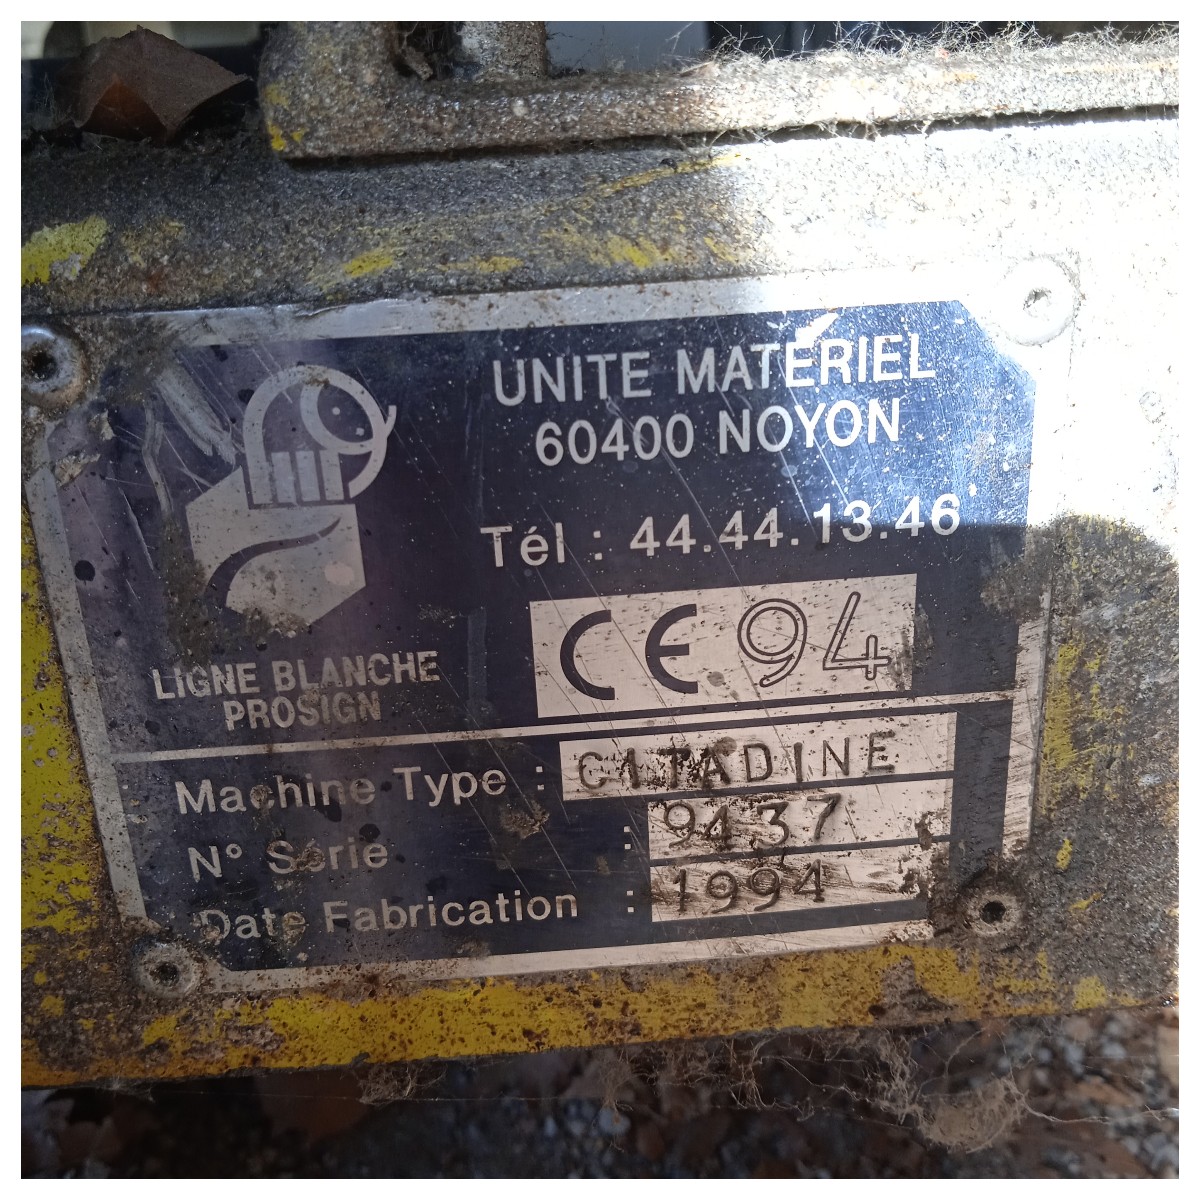 UNITE MATERIEL
60400 NOYON
Tél : 44.44.13.46
CE 94
LIGNE BLANCHE
PROSIGN
Machine Type : CITADINE
N° Série : 9437
Date Fabrication : 1994